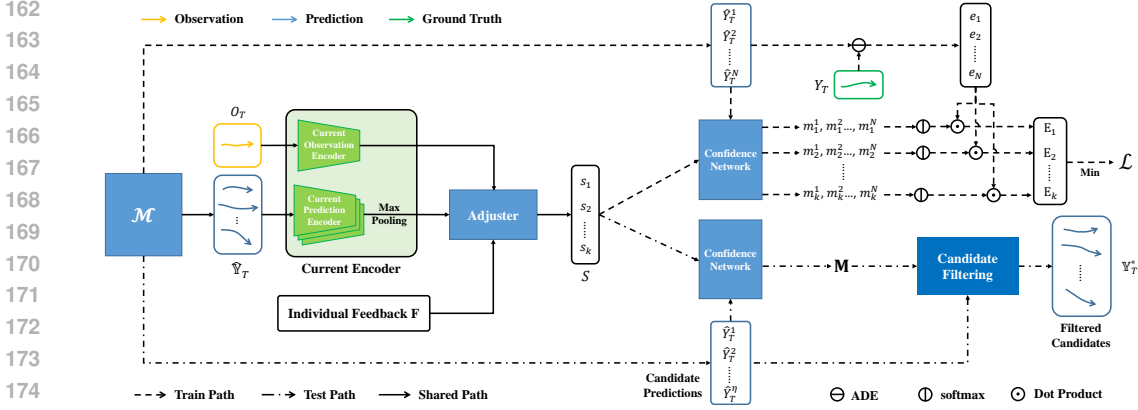 162
163
164
165
166
167
168
169
170
171
172
173
174
Observation
Prediction
Ground Truth
Ŷ_T^1
Ŷ_T^2
......
Ŷ_T^N
Y_T
e_1
e_2
......
e_N
O_T
Current
Observation
Encoder
Current
Prediction
Encoder
Max
Pooling
Current Encoder
ℳ
𝕐̂_T
Adjuster
Individual Feedback F
s_1
s_2
......
s_k
S
Confidence
Network
m_1^1, m_1^2..., m_1^N
m_2^1, m_2^2..., m_2^N
......
m_k^1, m_k^2..., m_k^N
E_1
E_2
......
E_k
Min
ℒ
Confidence
Network
M
Candidate
Filtering
𝕐_T^*
Filtered
Candidates
Candidate
Predictions
Ŷ_T^1
Ŷ_T^2
......
Ŷ_T^η
Train Path
Test Path
Shared Path
ADE
softmax
Dot Product